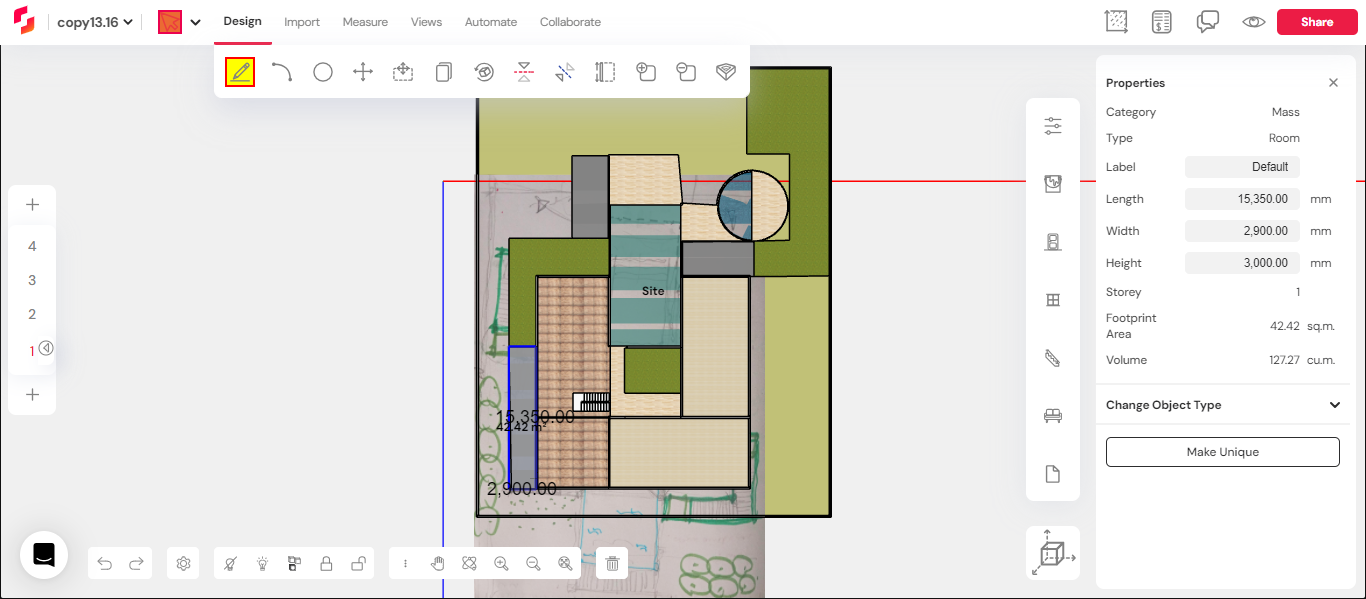 copy13.16
Design
Import
Measure
Views
Automate
Collaborate
Share
Properties
Category Mass
Type Room
Label Default
Length 15,350.00 mm
Width 2,900.00 mm
Height 3,000.00 mm
Storey 1
Footprint
Area
42.42 sq.m.
Volume 127.27 cu.m.
Change Object Type
Make Unique
4
3
2
1
Site
15,350.00
42.42 m²
2,900.00